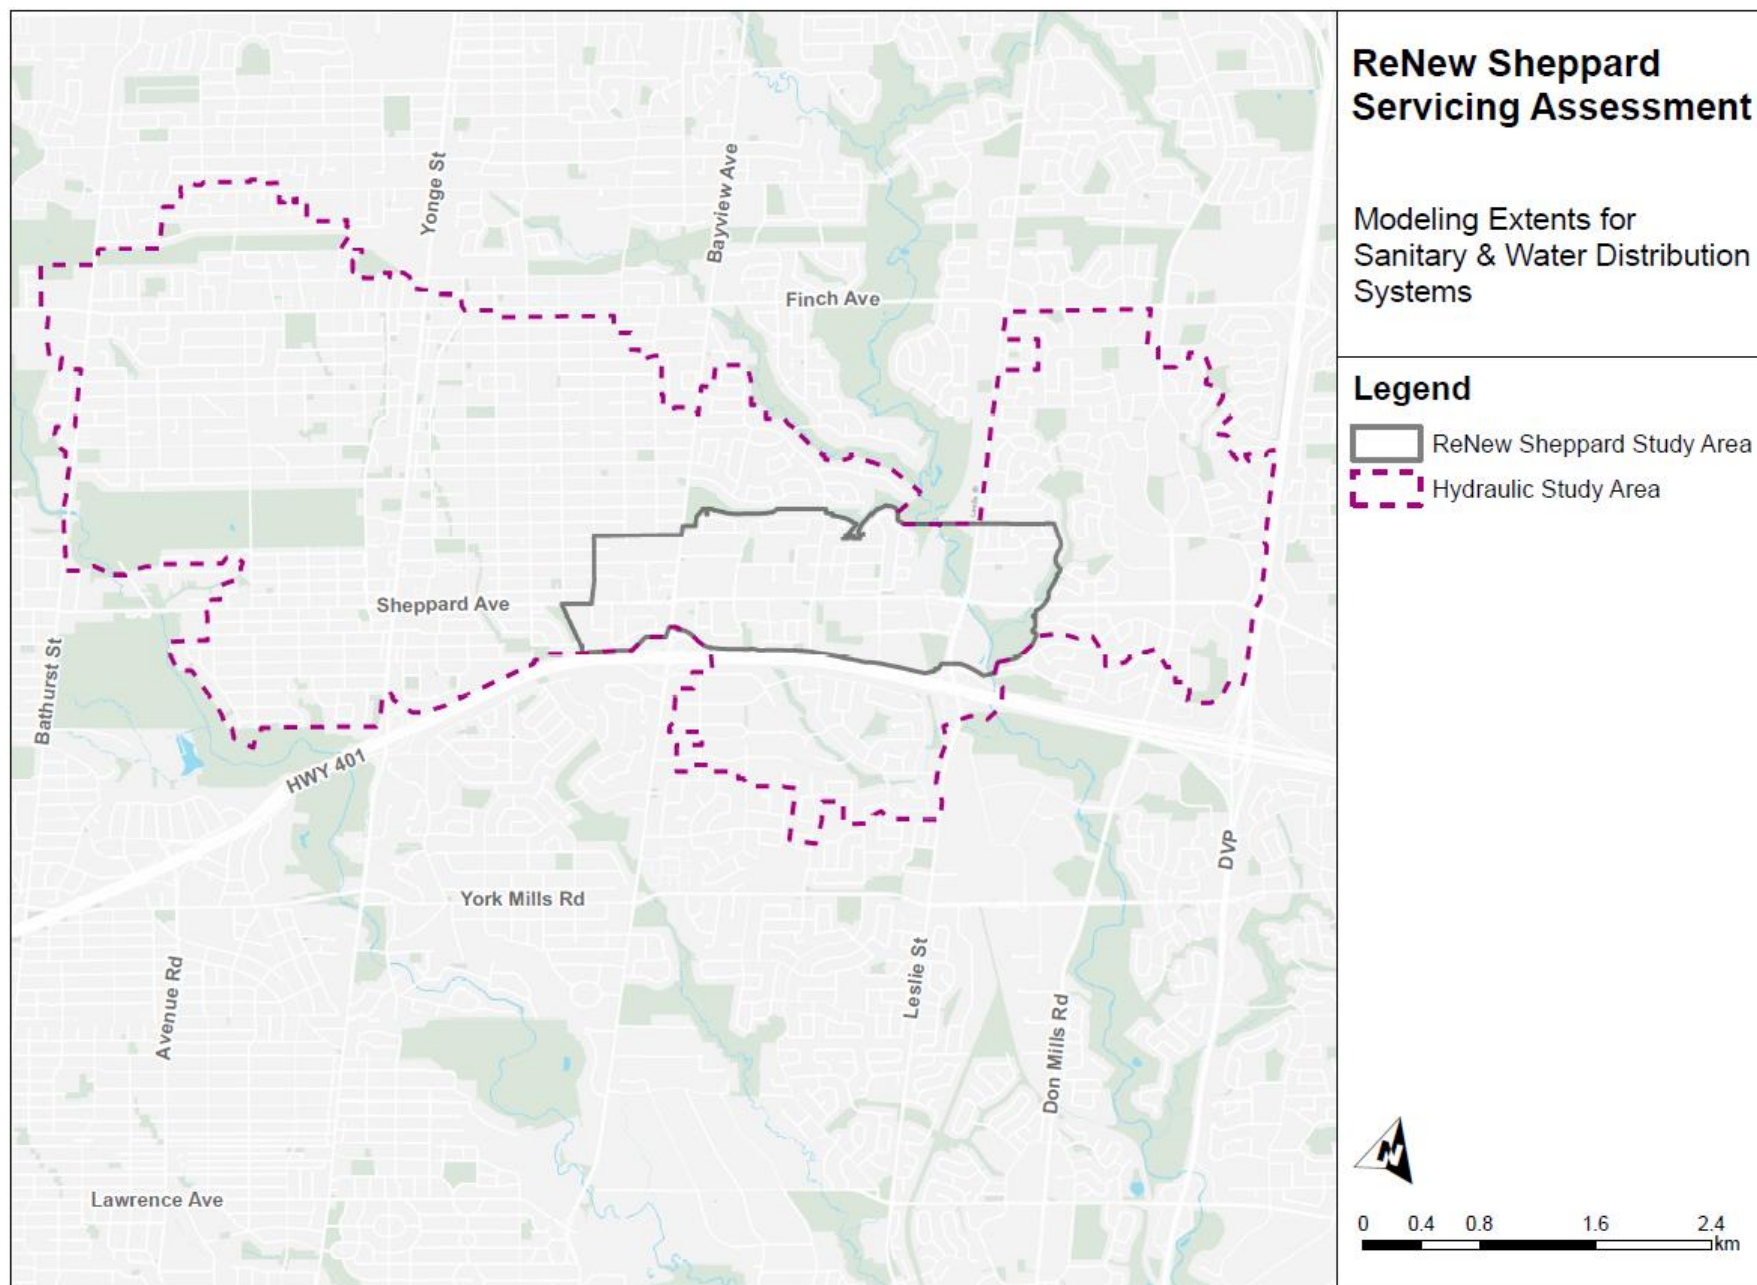 ReNew Sheppard
Servicing Assessment
Modeling Extents for
Sanitary & Water Distribution
Systems
Legend
ReNew Sheppard Study Area
Hydraulic Study Area
Yonge St
Bayview Ave
Finch Ave
Sheppard Ave
Bathurst St
HWY 401
York Mills Rd
DVP
Avenue Rd
Leslie St
Don Mills Rd
Lawrence Ave
N
0 0.4 0.8 1.6 2.4
km